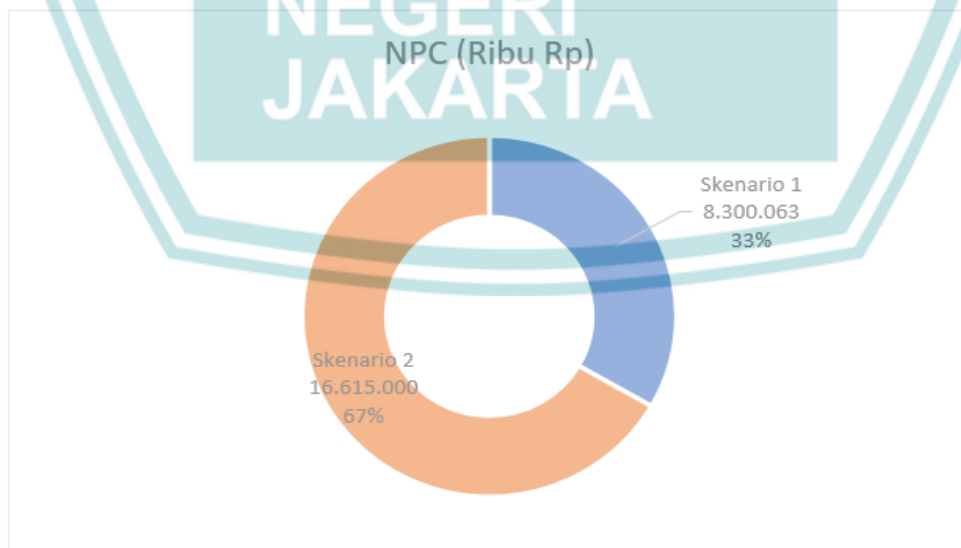 NEGERI
JAKARTA
NPC (Ribu Rp)
Skenario 1
8.300.063
33%
Skenario 2
16.615.000
67%